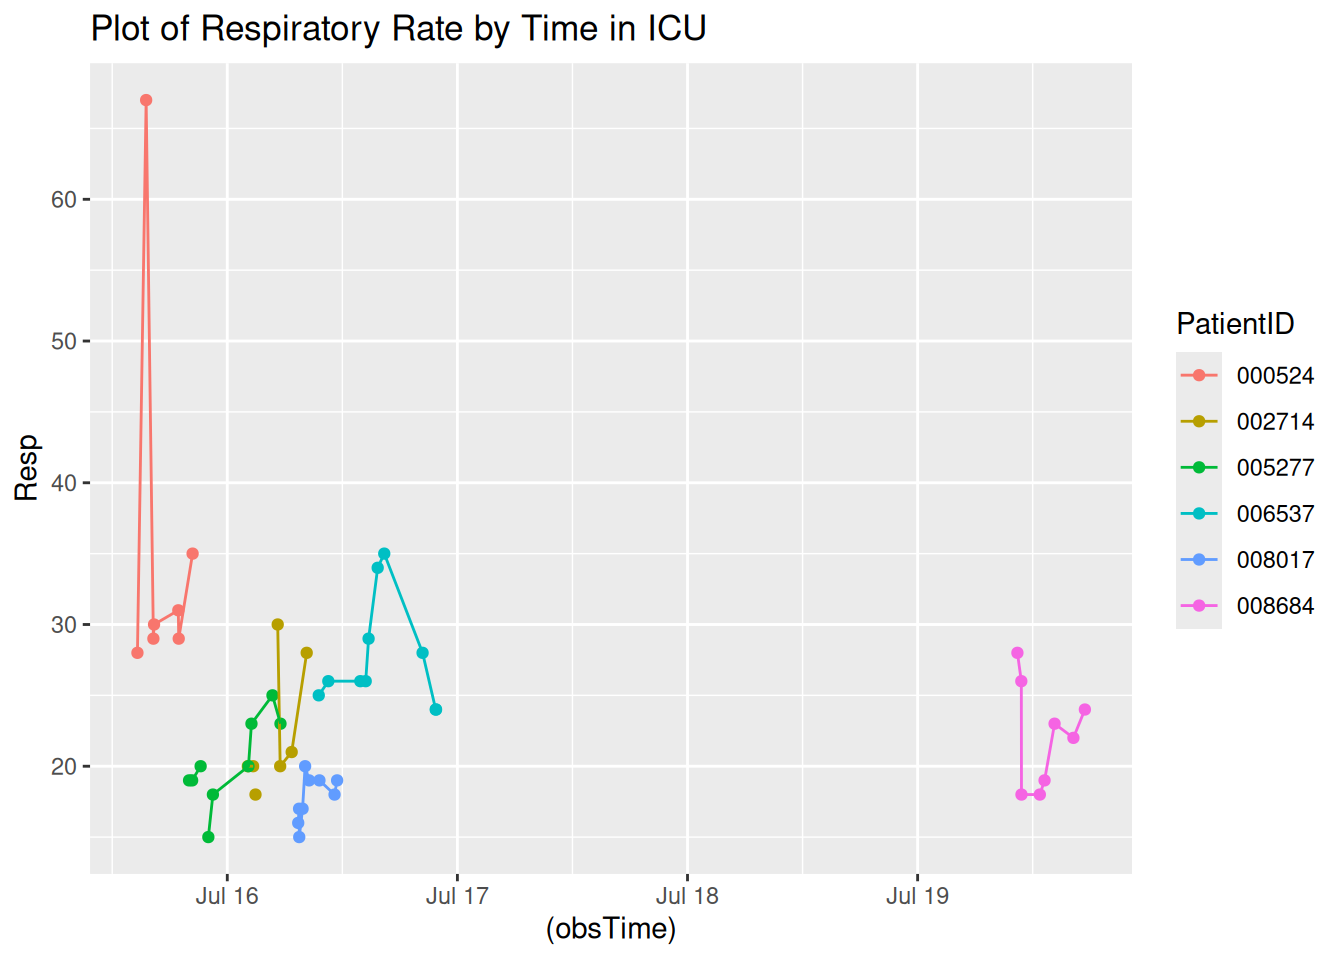 Plot of Respiratory Rate by Time in ICU
60
50
40
30
20
Resp
Jul 16
Jul 17
Jul 18
Jul 19
(obsTime)
PatientID
000524
002714
005277
006537
008017
008684